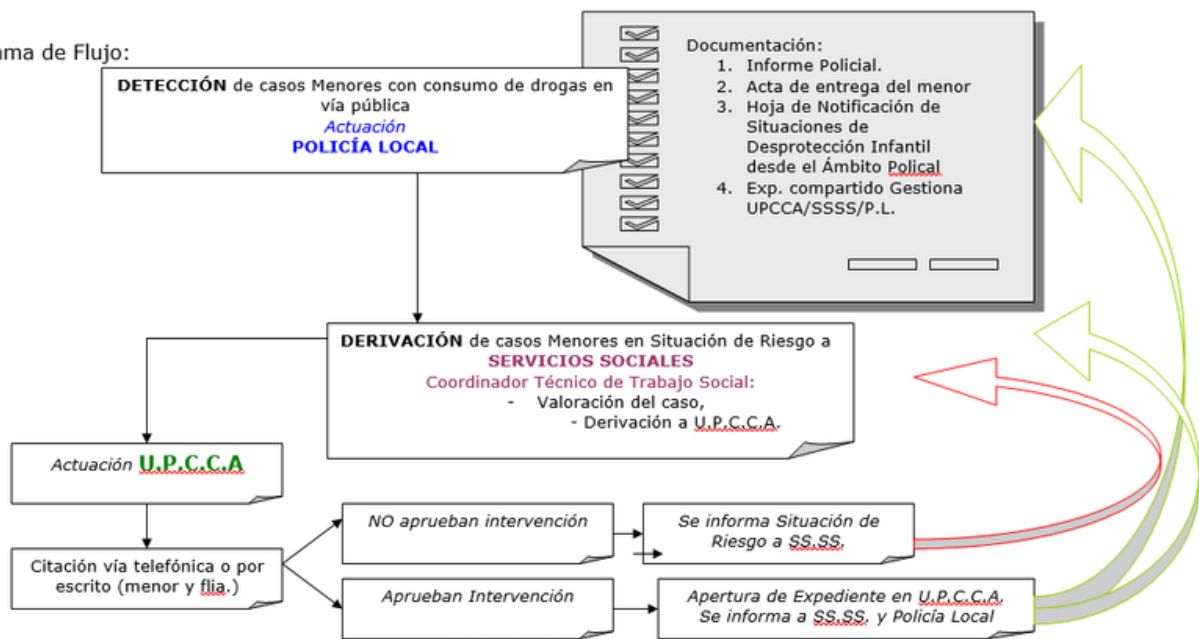 ama de Flujo:
DETECCIÓN de casos Menores con consumo de drogas en
vía pública
Actuación
POLICÍA LOCAL
Documentación:
1. Informe Policial.
2. Acta de entrega del menor
3. Hoja de Notificación de
Situaciones de
Desprotección Infantil
desde el Ámbito Polical
4. Exp. compartido Gestiona
UPCCA/SSSS/P.L.
DERIVACIÓN de casos Menores en Situación de Riesgo a
SERVICIOS SOCIALES
Coordinador Técnico de Trabajo Social:
- Valoración del caso,
- Derivación a U.P.C.C.A.
Actuación U.P.C.C.A
Citación vía telefónica o por
escrito (menor y flia.)
NO aprueban intervención
Se informa Situación de
Riesgo a SS.SS.
Aprueban Intervención
Apertura de Expediente en U.P.C.C.A.
Se informa a SS.SS. y Policía Local